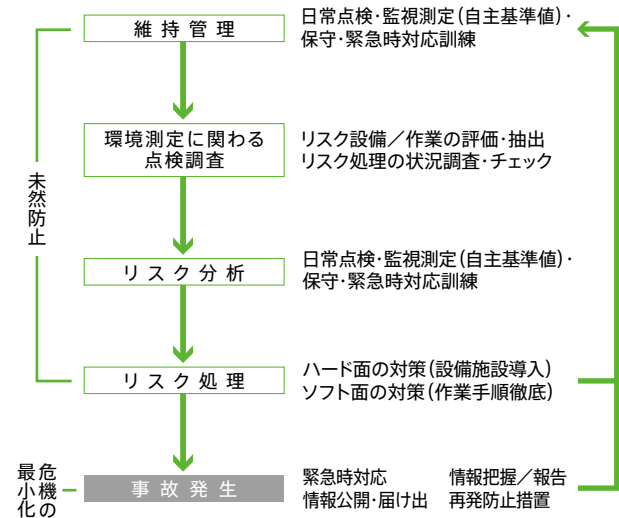 維持管理
日常点検・監視測定（自主基準値）・
保守・緊急時対応訓練
環境測定に関わる
点検調査
リスク設備／作業の評価・抽出
リスク処理の状況調査・チェック
未然防止
リスク分析
日常点検・監視測定（自主基準値）・
保守・緊急時対応訓練
リスク処理
ハード面の対策（設備施設導入）
ソフト面の対策（作業手順徹底）
危機の
最小化
事故発生
緊急時対応 情報把握／報告
情報公開・届け出 再発防止措置